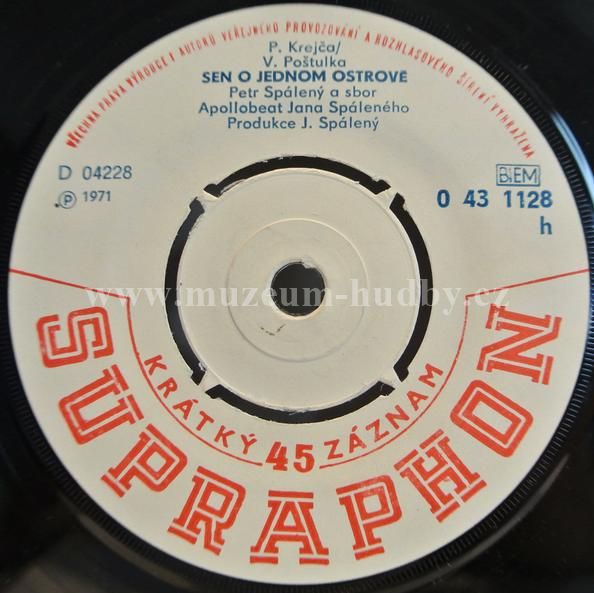 VŠECHNA PRÁVA VÝROBCE I AUTORŮ VEŘEJNÉHO PROVOZOVÁNÍ A ROZHLASOVÉHO ŠÍŘENÍ VYHRAŽENA
P. Krejča/
V. Poštulka
SEN O JEDNOM OSTROVĚ
Petr Spálený a sbor
Apollobeat Jana Spáleného
Produkce J. Spálený
D 04228
Ⓟ 1971
BIEM
0 43 1128
h
www.muzeum-hudby.cz
KRÁTKÝ 45 ZÁZNAM
SUPRAPHON